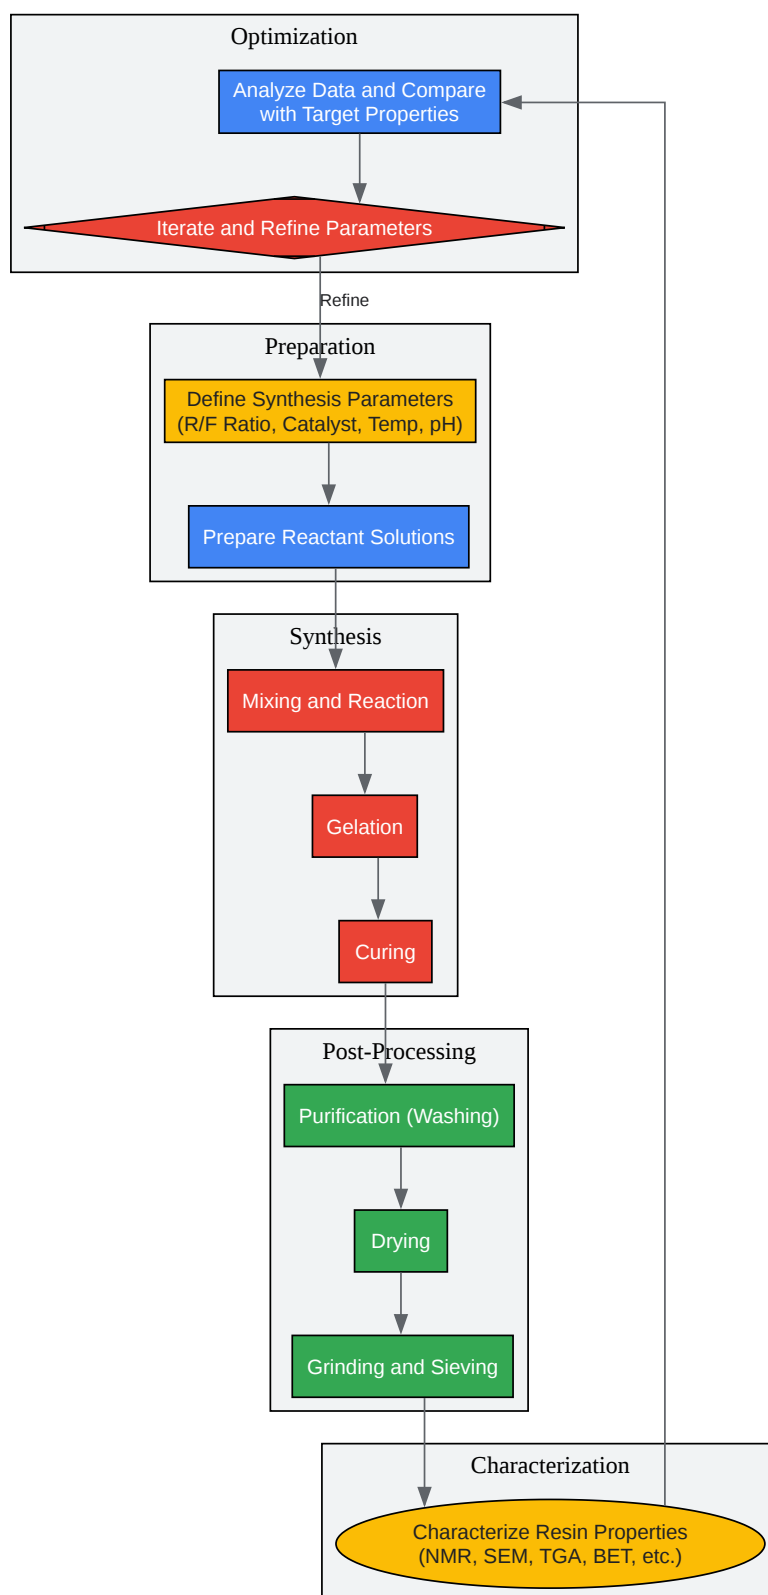 Optimization
Analyze Data and Compare
with Target Properties
Iterate and Refine Parameters
Refine
Preparation
Define Synthesis Parameters
(R/F Ratio, Catalyst, Temp, pH)
Prepare Reactant Solutions
Synthesis
Mixing and Reaction
Gelation
Curing
Post-Processing
Purification (Washing)
Drying
Grinding and Sieving
Characterization
Characterize Resin Properties
(NMR, SEM, TGA, BET, etc.)